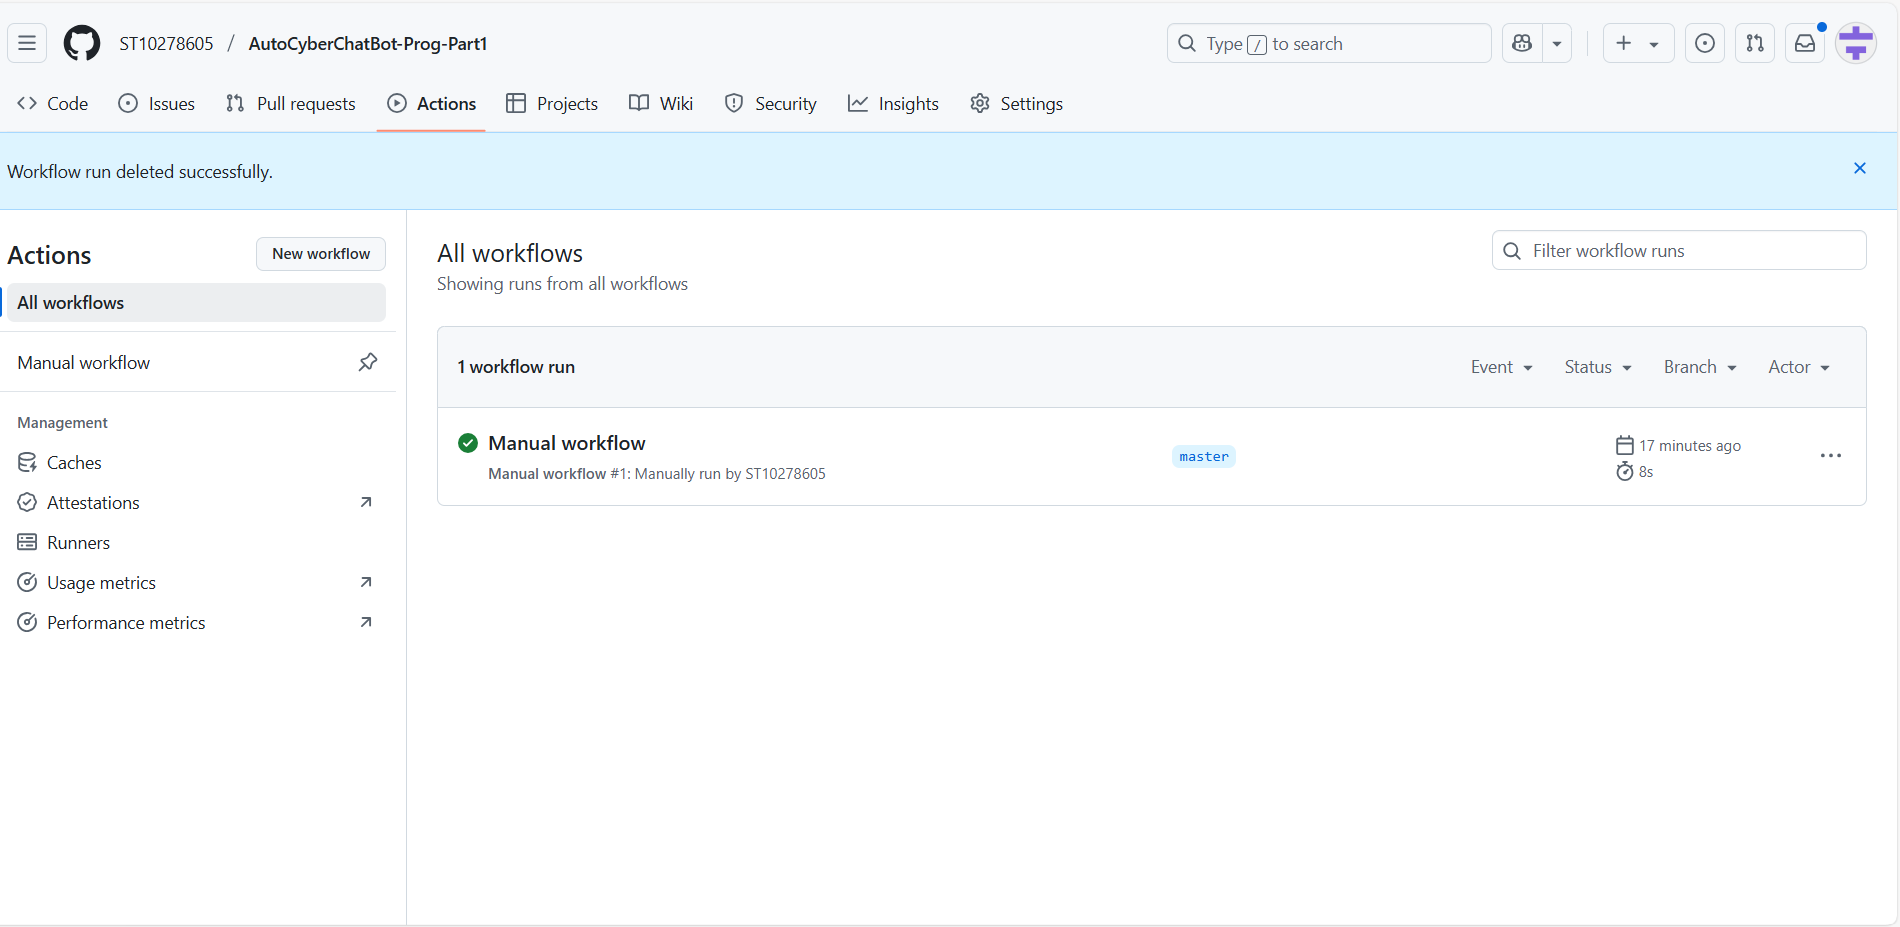 ST10278605 / AutoCyberChatBot-Prog-Part1
Type / to search
Code Issues Pull requests Actions Projects Wiki Security Insights Settings
Workflow run deleted successfully.
Actions
New workflow
All workflows
Manual workflow
Management
Caches
Attestations
Runners
Usage metrics
Performance metrics
All workflows
Showing runs from all workflows
Filter workflow runs
1 workflow run
Event Status Branch Actor
Manual workflow
Manual workflow #1: Manually run by ST10278605
master
17 minutes ago
8s